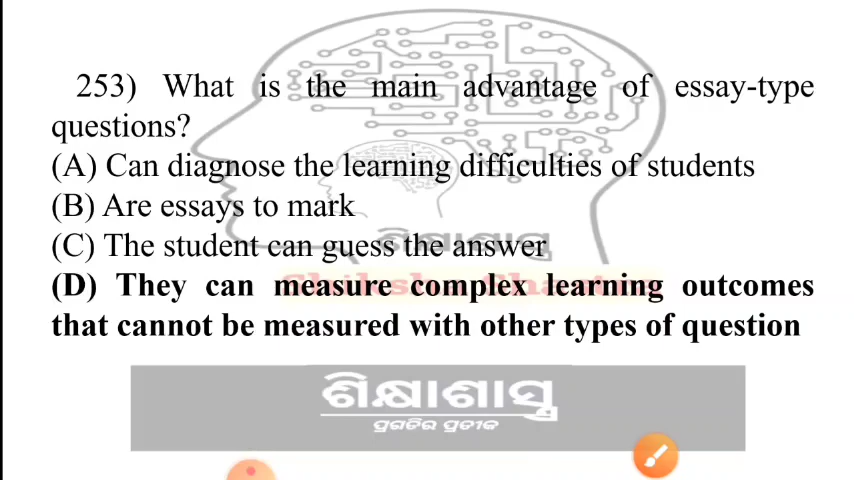 253) What is the main advantage of essay-type
questions?
(A) Can diagnose the learning difficulties of students
(B) Are essays to mark
(C) The student can guess the answer
(D) They can measure complex learning outcomes
that cannot be measured with other types of question
ଶିକ୍ଷାଶାସ୍ତ୍ର
Shiksha Shastra
ଶିକ୍ଷାଶାସ୍ତ୍ର
ପ୍ରଗତିର ପ୍ରତୀକ